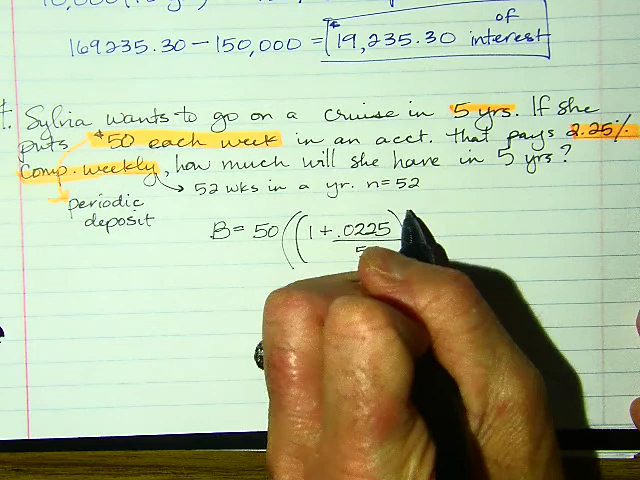 169235.30 - 150,000 = 19,235.30 of interest
Sylvia wants to go on a cruise in 5 yrs. If she
puts $50 each week in an acct. that pays 2.25%
comp. weekly, how much will she have in 5 yrs?
52 wks in a yr. n=52
periodic
deposit
B = 50 ((1 + .0225)